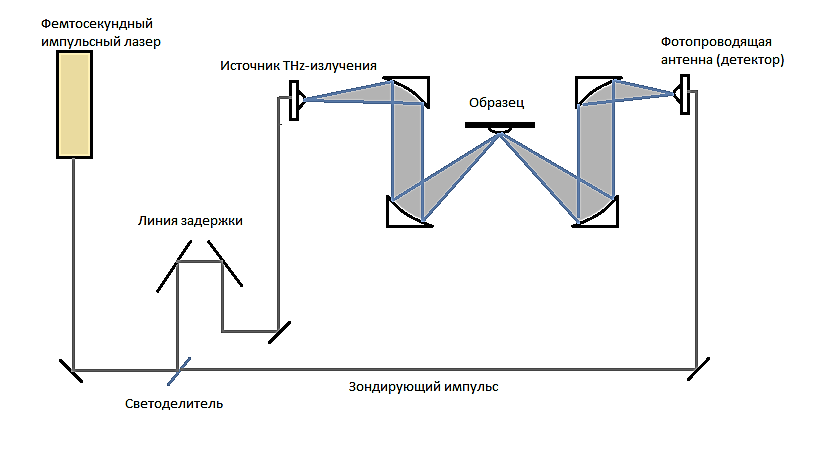 Фемтосекундный
импульсный лазер
Источник THz-излучения
Фотопроводящая
антенна (детектор)
Образец
Линия задержки
Зондирующий импульс
Светоделитель